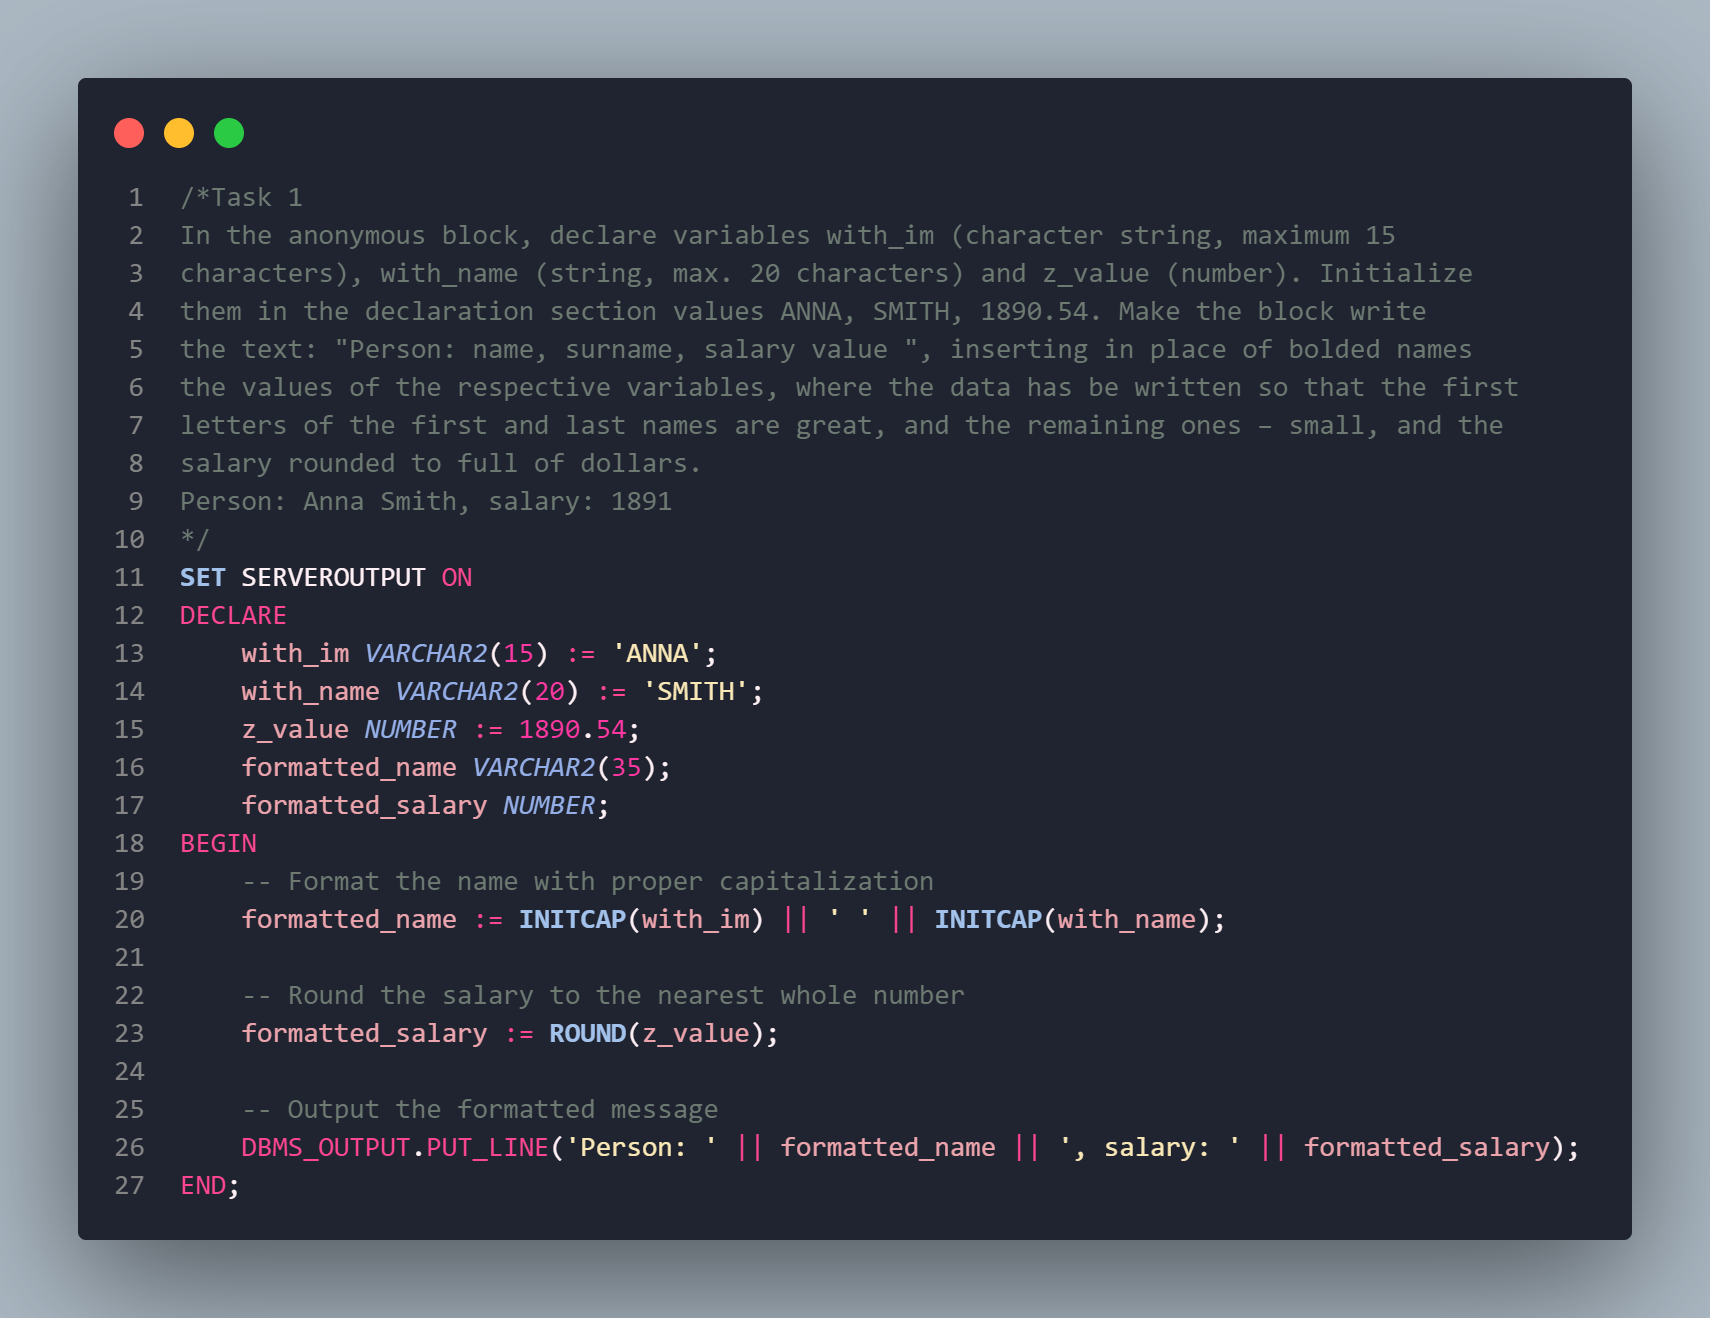 1 /*Task 1
2 In the anonymous block, declare variables with_im (character string, maximum 15
3 characters), with_name (string, max. 20 characters) and z_value (number). Initialize
4 them in the declaration section values ANNA, SMITH, 1890.54. Make the block write
5 the text: "Person: name, surname, salary value ", inserting in place of bolded names
6 the values of the respective variables, where the data has be written so that the first
7 letters of the first and last names are great, and the remaining ones – small, and the
8 salary rounded to full of dollars.
9 Person: Anna Smith, salary: 1891
10 */
11 SET SERVEROUTPUT ON
12 DECLARE
13     with_im VARCHAR2(15) := 'ANNA';
14     with_name VARCHAR2(20) := 'SMITH';
15     z_value NUMBER := 1890.54;
16     formatted_name VARCHAR2(35);
17     formatted_salary NUMBER;
18 BEGIN
19     -- Format the name with proper capitalization
20     formatted_name := INITCAP(with_im) || ' ' || INITCAP(with_name);
21
22     -- Round the salary to the nearest whole number
23     formatted_salary := ROUND(z_value);
24
25     -- Output the formatted message
26     DBMS_OUTPUT.PUT_LINE('Person: ' || formatted_name || ', salary: ' || formatted_salary);
27 END;